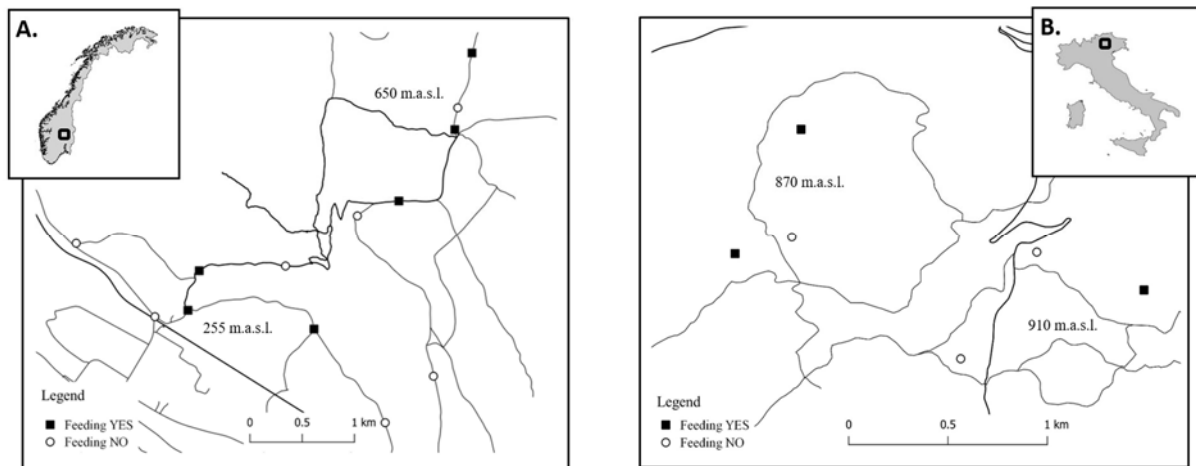 A.
650 m.a.s.l.
255 m.a.s.l.
Legend
Feeding YES
Feeding NO
0 0.5 1 km
B.
870 m.a.s.l.
910 m.a.s.l.
Legend
Feeding YES
Feeding NO
0 0.5 1 km